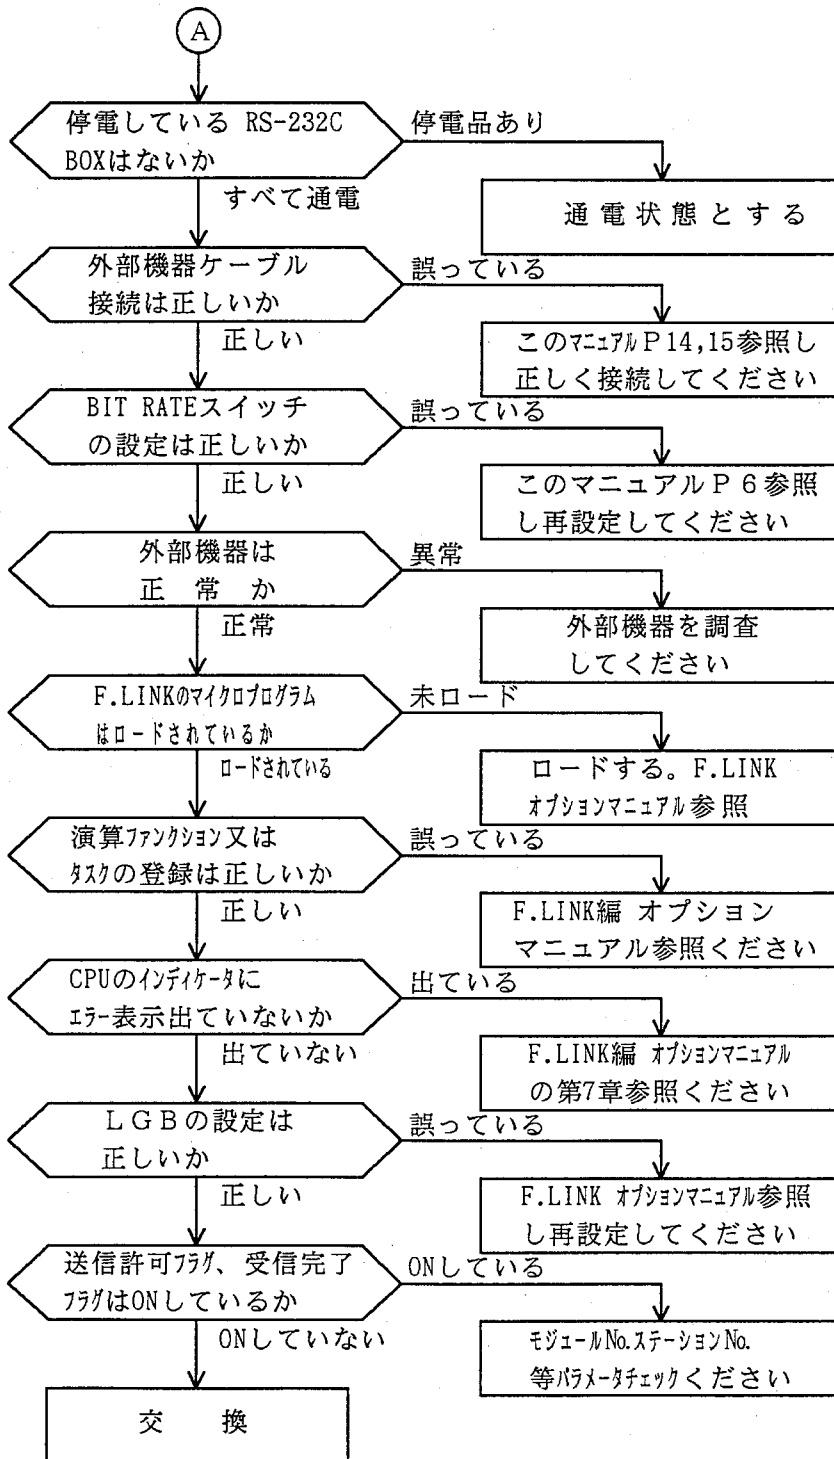 A
停電している RS-232C
BOXはないか
停電品あり
通電状態とする
すべて通電
外部機器ケーブル
接続は正しいか
誤っている
このマニュアルP14,15参照し
正しく接続してください
正しい
BIT RATEスイッチ
の設定は正しいか
誤っている
このマニュアルP6参照
し再設定してください
正しい
外部機器は
正 常 か
異常
外部機器を調査
してください
正常
F.LINKのマイクロプログラム
はロードされているか
未ロード
ロードする。F.LINK
オプションマニュアル参照
ロードされている
演算ファンクション又は
タスクの登録は正しいか
誤っている
F.LINK編 オプション
マニュアル参照ください
正しい
CPUのインディケータに
エラー表示出ていないか
出ている
F.LINK編 オプションマニュアル
の第7章参照ください
出ていない
LGBの設定は
正しいか
誤っている
F.LINK オプションマニュアル参照
し再設定してください
正しい
送信許可フラグ、受信完了
フラグはONしているか
ONしている
モジュールNo.ステーションNo.
等パラメータチェックください
ONしていない
交 換